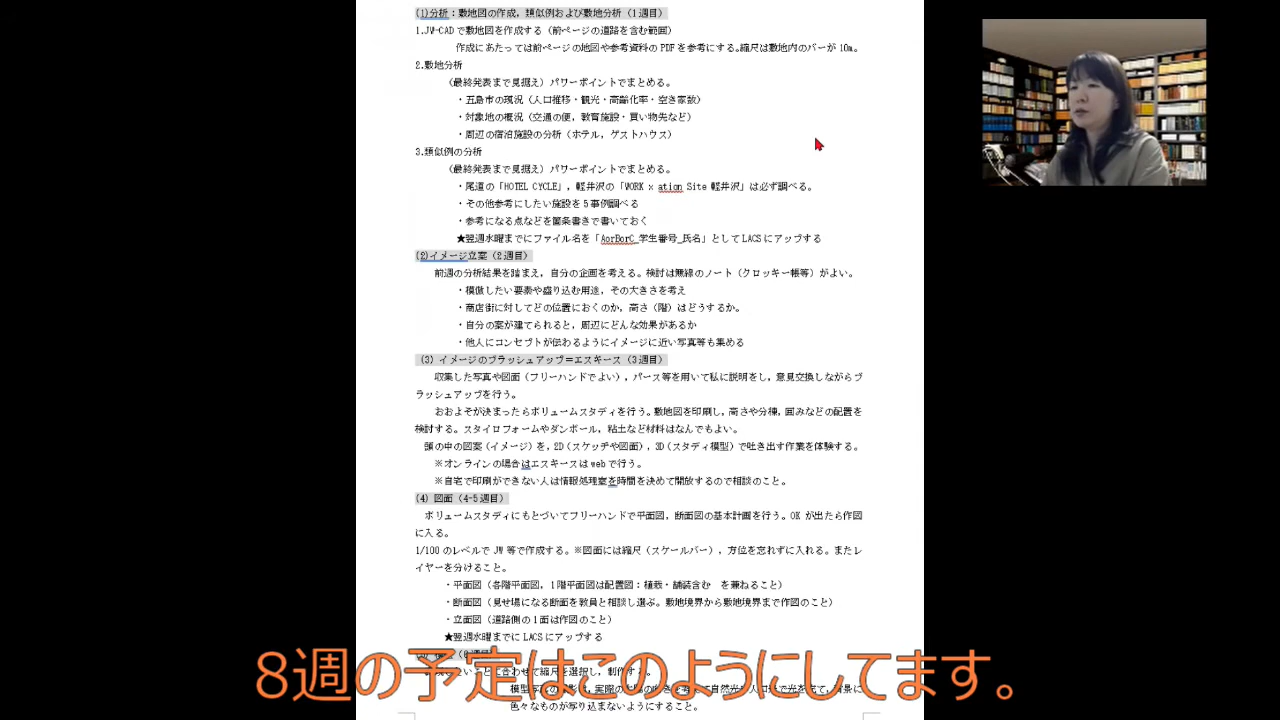 (1)分析：敷地図の作成，類似例および敷地分析（1週目）
1.JW-CADで敷地図を作成する（前ページの道路を含む範囲）
作成にあたっては前ページの地図や参考資料のPDFを参考にする。縮尺は敷地内のバーが10m。
2.敷地分析
（最終発表まで見据え）パワーポイントでまとめる。
・五島市の現況（人口推移・観光・高齢化率・空き家数）
・対象地の概況（交通の便，教育施設・買い物先など）
・周辺の宿泊施設の分析（ホテル，ゲストハウス）
3.類似例の分析
（最終発表まで見据え）パワーポイントでまとめる。
・尾道の「HOTEL CYCLE」，軽井沢の「WORK x ation Site 軽井沢」は必ず調べる。
・その他参考にしたい施設を5事例調べる
・参考になる点などを箇条書きで書いておく
★翌週水曜までにファイル名を「AorBorC_学生番号_氏名」としてLACSにアップする
(2)イメージ立案（2週目）
前週の分析結果を踏まえ，自分の企画を考える。検討は無線のノート（クロッキー帳等）がよい。
・模倣したい要素や盛り込む用途，その大きさを考え
・商店街に対してどの位置におくのか，高さ（階）はどうするか。
・自分の案が建てられると，周辺にどんな効果があるか
・他人にコンセプトが伝わるようにイメージに近い写真等も集める
(3) イメージのブラッシュアップ＝エスキース（3週目）
収集した写真や図面（フリーハンドでよい），パース等を用いて私に説明をし，意見交換しながらブ
ラッシュアップを行う。
おおよそが決まったらボリュームスタディを行う。敷地図を印刷し，高さや分棟，囲みなどの配置を
検討する。スタイロフォームやダンボール，粘土など材料はなんでもよい。
頭の中の図案（イメージ）を，2D（スケッチや図面），3D（スタディ模型）で吐き出す作業を体験する。
※オンラインの場合はエスキースはwebで行う。
※自宅で印刷ができない人は情報処理室を時間を決めて開放するので相談のこと。
(4) 図面（4-5週目）
ボリュームスタディにもとづいてフリーハンドで平面図，断面図の基本計画を行う。OKが出たら作図
に入る。
1/100のレベルでJW等で作成する。※図面には縮尺（スケールバー），方位を忘れずに入れる。またレ
イヤーを分けること。
・平面図（各階平面図，1階平面図は配置図：植栽・舗装含む　を兼ねること）
・断面図（見せ場になる断面を教員と相談し選ぶ。敷地境界から敷地境界まで作図のこと）
・立面図（道路側の1面は作図のこと）
★翌週水曜までにLACSにアップする
合わせて縮尺を選択し，制作する。
8週の予定はこのようにしてます。
色々なものが写り込まないようにすること。